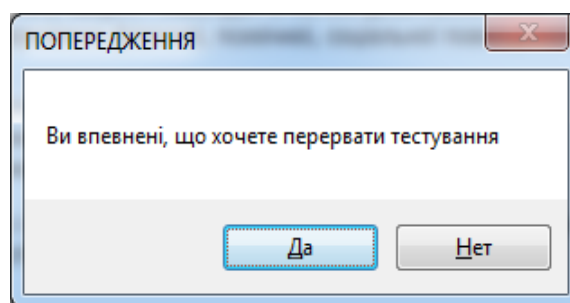 ПОПЕРЕДЖЕННЯ
Ви впевнені, що хочете перервати тестування
Да
Нет